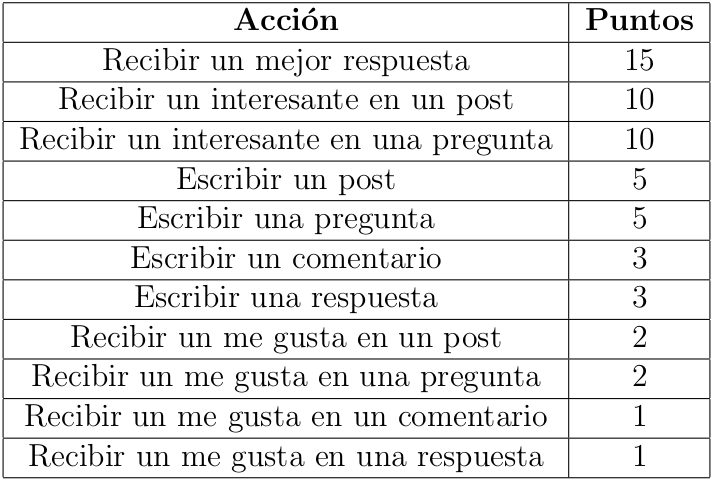 Acción Puntos
Recibir un mejor respuesta 15
Recibir un interesante en un post 10
Recibir un interesante en una pregunta 10
Escribir un post 5
Escribir una pregunta 5
Escribir un comentario 3
Escribir una respuesta 3
Recibir un me gusta en un post 2
Recibir un me gusta en una pregunta 2
Recibir un me gusta en un comentario 1
Recibir un me gusta en una respuesta 1